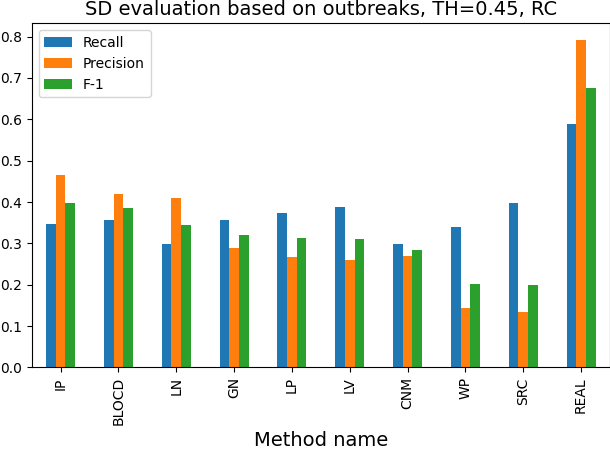 SD evaluation based on outbreaks, TH=0.45, RC
Recall
Precision
F-1
0.8
0.7
0.6
0.5
0.4
0.3
0.2
0.1
0.0
IP
BLOCD
LN
GN
LP
LV
CNM
WP
SRC
REAL
Method name